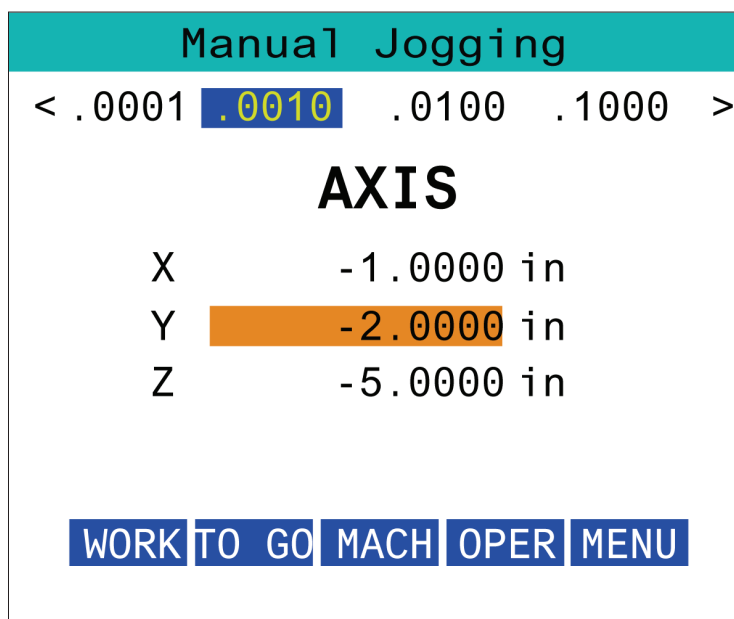 Manual Jogging
< .0001 .0010 .0100 .1000 >
AXIS
X -1.0000 in
Y -2.0000 in
Z -5.0000 in
WORK TO GO MACH OPER MENU